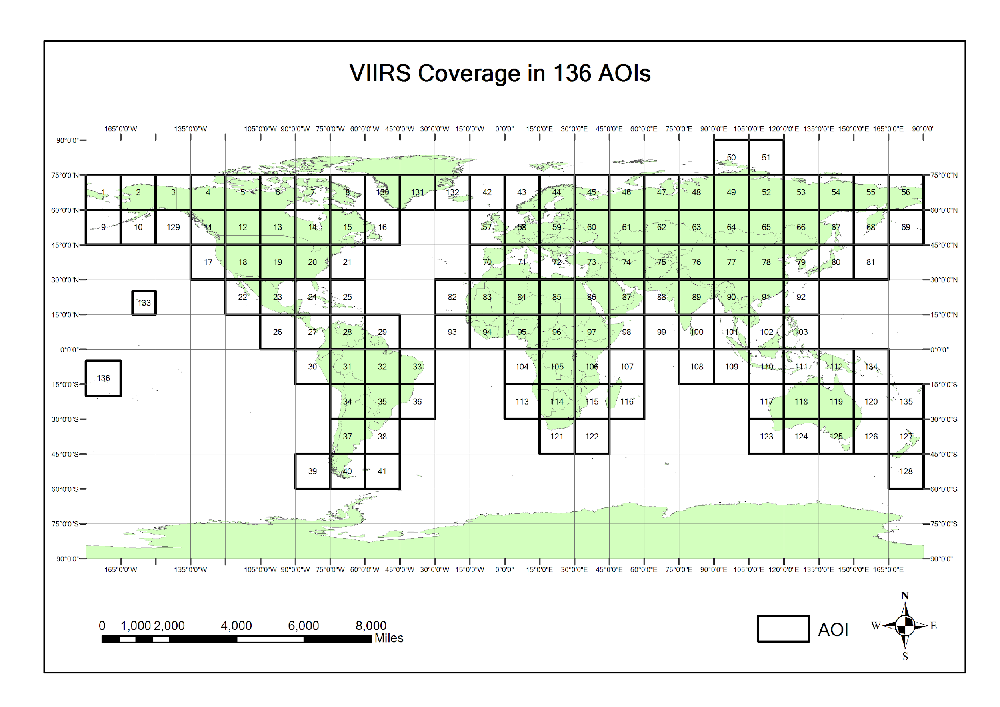 VIIRS Coverage in 136 AOIs
165°0'0"W 135°0'0"W 105°0'0"W 90°0'0"W 75°0'0"W 60°0'0"W 45°0'0"W 30°0'0"W 15°0'0"W 0°0'0" 15°0'0"E 30°0'0"E 45°0'0"E 60°0'0"E 75°0'0"E 90°0'0"E 105°0'0"E 120°0'0"E 135°0'0"E 150°0'0"E 165°0'0"E 90°0'0"
90°0'0"
50 51
75°0'0"N 75°0'0"N
1 2 3 4 5 6 7 8 130 131 132 42 43 44 45 46 47 48 49 52 53 54 55 56
60°0'0"N 60°0'0"N
9 10 129 11 12 13 14 15 16 57 58 59 60 61 62 63 64 65 66 67 68 69
45°0'0"N 45°0'0"N
17 18 19 20 21 70 71 72 73 74 75 76 77 78 79 80 81
30°0'0"N 30°0'0"N
22 23 24 25 82 83 84 85 86 87 88 89 90 91 92
133
15°0'0"N 15°0'0"N
26 27 28 29 93 94 95 96 97 98 99 100 101 102 103
0°0'0" 0°0'0"
30 31 32 33 104 105 106 107 108 109 110 111 112 134
136
15°0'0"S 15°0'0"S
34 35 36 113 114 115 116 117 118 119 120 135
30°0'0"S 30°0'0"S
37 38 121 122 123 124 125 126 127
45°0'0"S 45°0'0"S
39 40 41 128
60°0'0"S 60°0'0"S
75°0'0"S 75°0'0"S
90°0'0" 90°0'0"
165°0'0"W 135°0'0"W 105°0'0"W 90°0'0"W 75°0'0"W 60°0'0"W 45°0'0"W 30°0'0"W 15°0'0"W 0°0'0" 15°0'0"E 30°0'0"E 45°0'0"E 60°0'0"E 75°0'0"E 90°0'0"E 105°0'0"E 120°0'0"E 135°0'0"E 150°0'0"E 165°0'0"E
N
0 1,000 2,000 4,000 6,000 8,000
Miles
AOI
W E
S